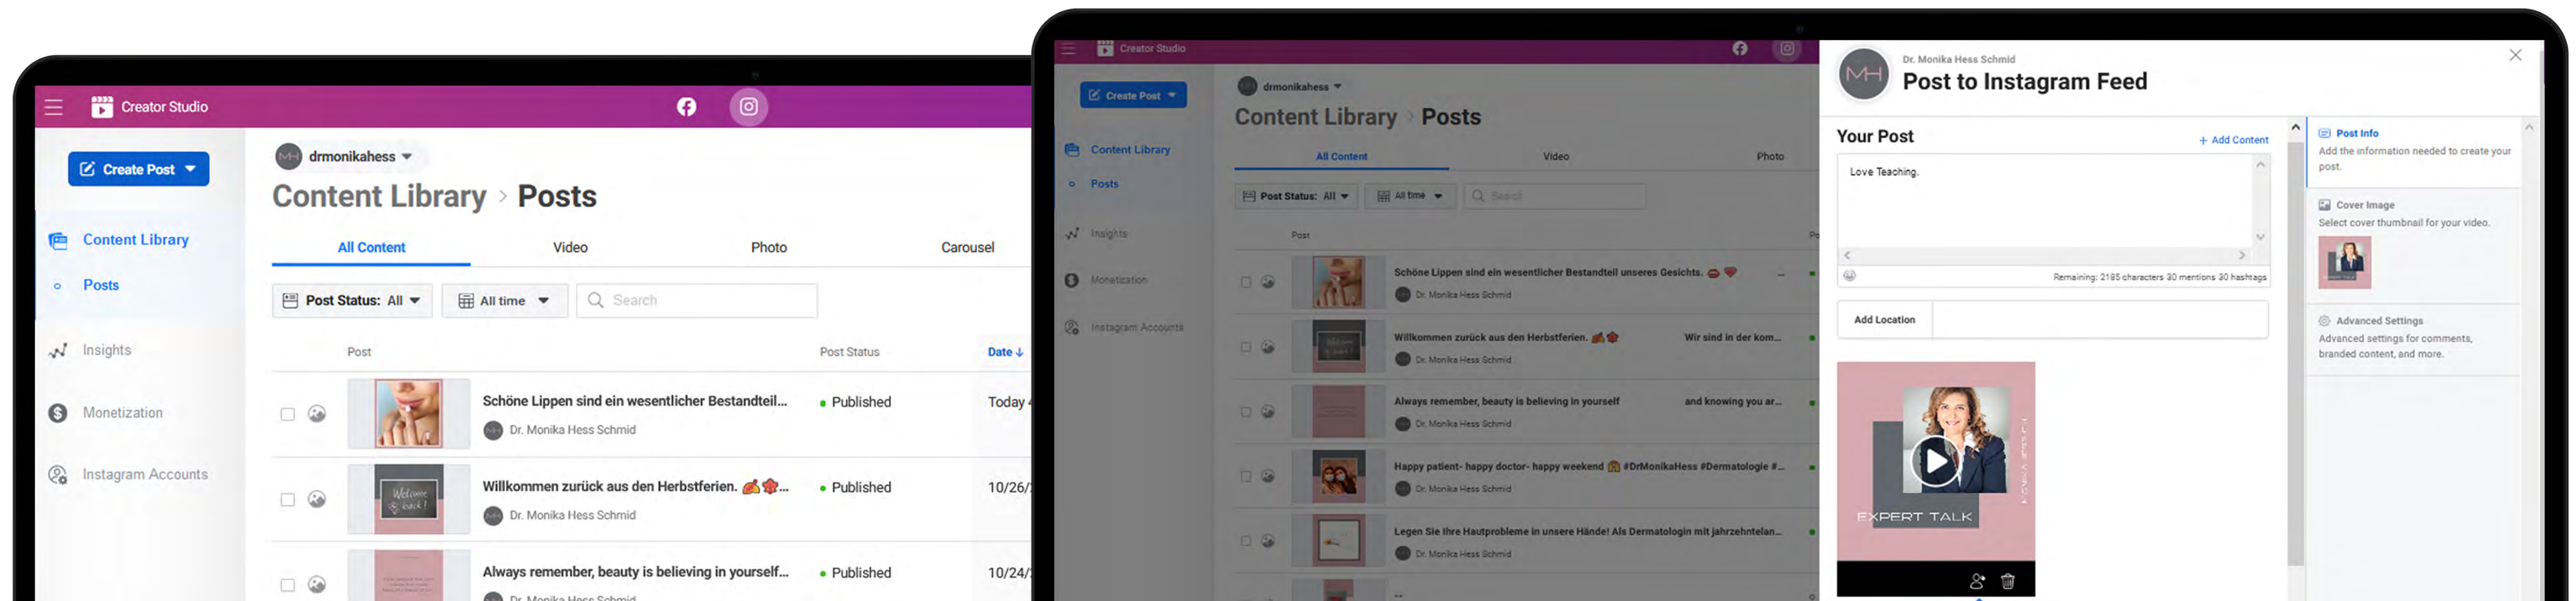 Creator Studio
Create Post
Content Library
Posts
Insights
Monetization
Instagram Accounts
MH drmonikahess
Content Library > Posts
All Content Video Photo Carousel
Post Status: All All time Search
Post Post Status Date ↓
Schöne Lippen sind ein wesentlicher Bestandteil... Published Today
Dr. Monika Hess Schmid
Welcome back!
Willkommen zurück aus den Herbstferien. 🍂🍁... Published 10/26/
Dr. Monika Hess Schmid
Always remember, beauty is believing in yourself... Published 10/24/
Dr. Monika Hess Schmid
Creator Studio
Create Post
Content Library
Posts
Insights
Monetization
Instagram Accounts
drmonikahess
Content Library > Posts
All Content Video Photo
Post Status: All All time Search
Post
Schöne Lippen sind ein wesentlicher Bestandteil unseres Gesichts. 👄 ❤ ...
Dr. Monika Hess Schmid
Welcome back!
Willkommen zurück aus den Herbstferien. 🍂🍁 Wir sind in der kom...
Dr. Monika Hess Schmid
Always remember, beauty is believing in yourself and knowing you ar...
Dr. Monika Hess Schmid
Happy patient- happy doctor- happy weekend 🤗 #DrMonikaHess #Dermatologie #...
Dr. Monika Hess Schmid
Legen Sie Ihre Hautprobleme in unsere Hände! Als Dermatologin mit jahrzehntelan...
Dr. Monika Hess Schmid
--
MH
Dr. Monika Hess Schmid
Post to Instagram Feed
Your Post
+ Add Content
Love Teaching.
Remaining: 2185 characters 30 mentions 30 hashtags
Add Location
EXPERT TALK
Post Info
Add the information needed to create your
post.
Cover Image
Select cover thumbnail for your video.
Advanced Settings
Advanced settings for comments,
branded content, and more.